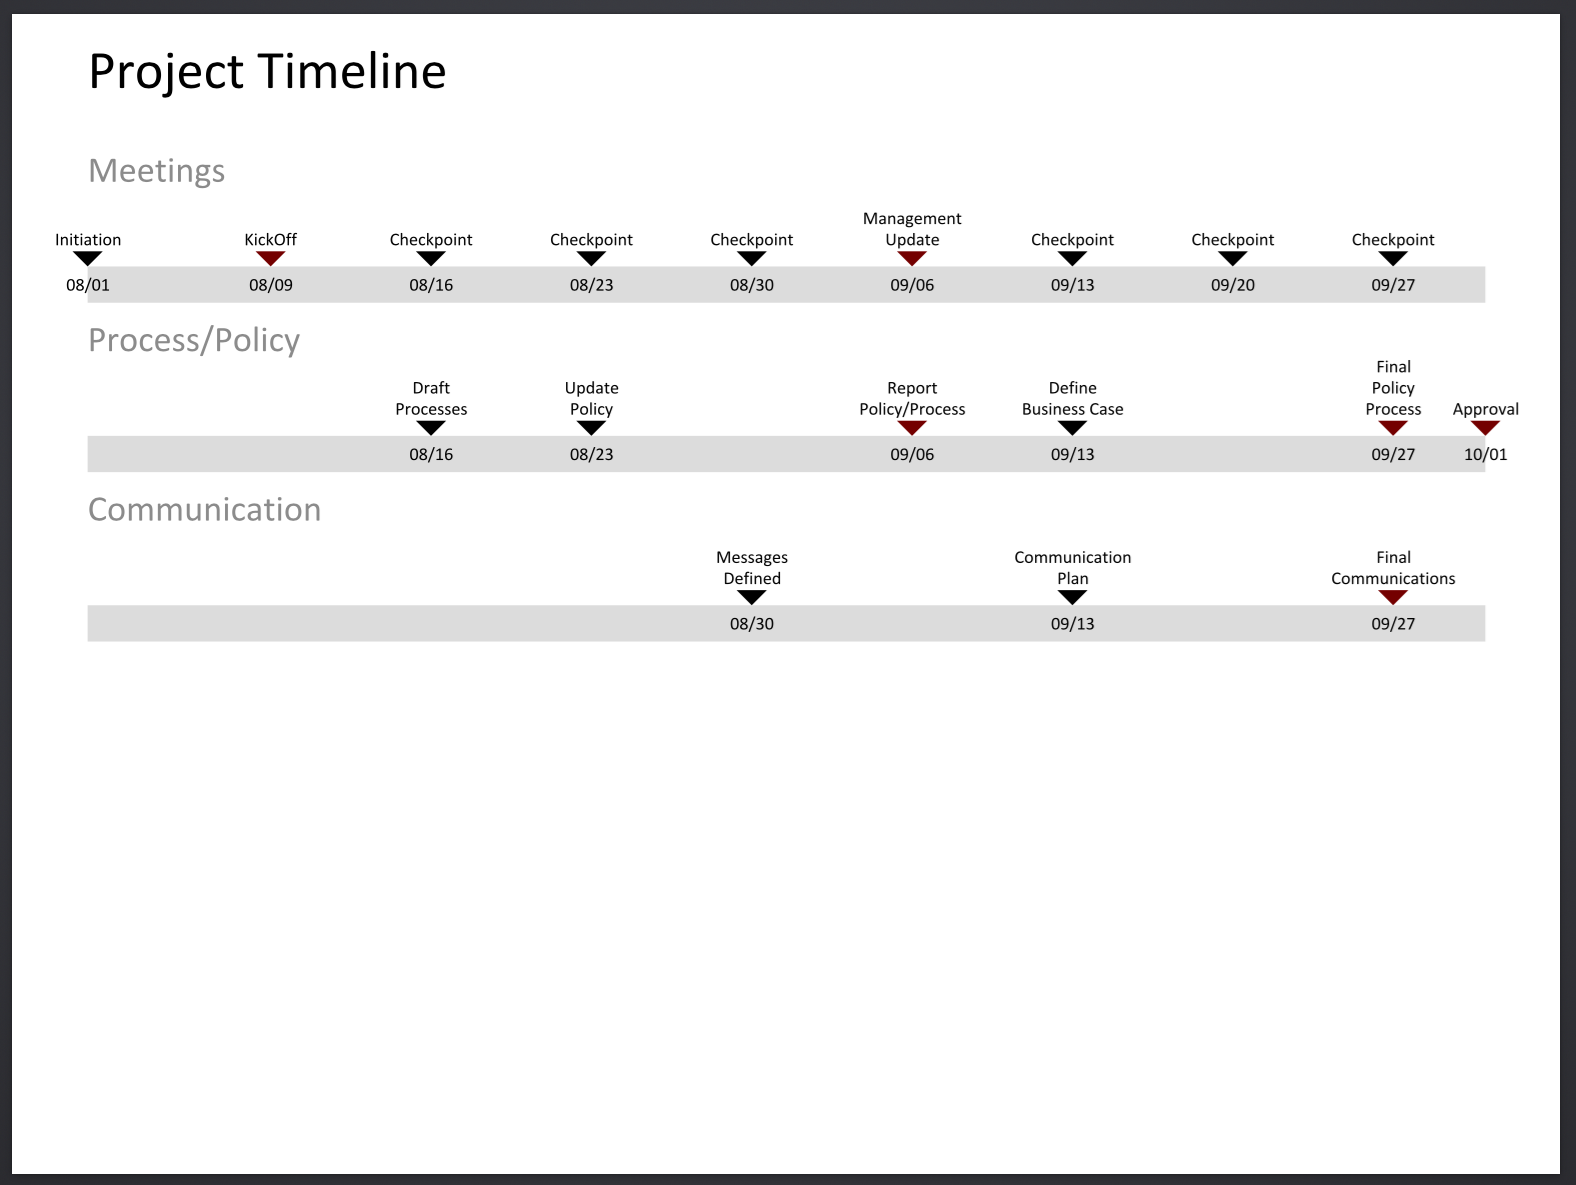 Project Timeline
Meetings
Management
Initiation KickOff Checkpoint Checkpoint Checkpoint Update Checkpoint Checkpoint Checkpoint
08/01 08/09 08/16 08/23 08/30 09/06 09/13 09/20 09/27
Process/Policy
Final
Draft Update Report Define Policy
Processes Policy Policy/Process Business Case Process Approval
08/16 08/23 09/06 09/13 09/27 10/01
Communication
Messages Communication Final
Defined Plan Communications
08/30 09/13 09/27